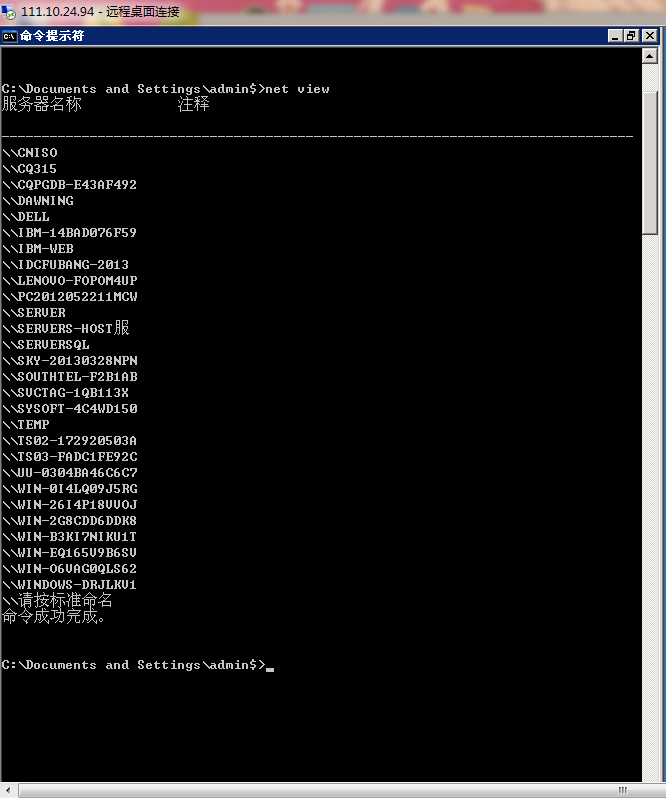 111.10.24.94 - 远程桌面连接
命令提示符
C:\Documents and Settings\admin$>net view
服务器名称 注释
-------------------------------------------------------------------------------
\\CNISO
\\CQ315
\\CQPGDB-E43AF492
\\DAWNING
\\DELL
\\IBM-14BAD076F59
\\IBM-WEB
\\IDCFUBANG-2013
\\LENOVO-FOPOM4UP
\\PC2012052211MCW
\\SERVER
\\SERVERS-HOST服
\\SERVERSQL
\\SKY-20130328NPN
\\SOUTHTEL-F2B1AB
\\SVCTAG-1QB113X
\\SYSOFT-4C4WD150
\\TEMP
\\TS02-172920503A
\\TS03-FADC1FE92C
\\UU-0304BA46C6C7
\\WIN-0I4LQ09J5RG
\\WIN-26I4P18VVOJ
\\WIN-2G8CDD6DDK8
\\WIN-B3KI7NIKU1T
\\WIN-EQ165V9B6SV
\\WIN-O6VAG0QLS62
\\WINDOWS-DRJLKV1
\\请按标准命名
命令成功完成。
C:\Documents and Settings\admin$>